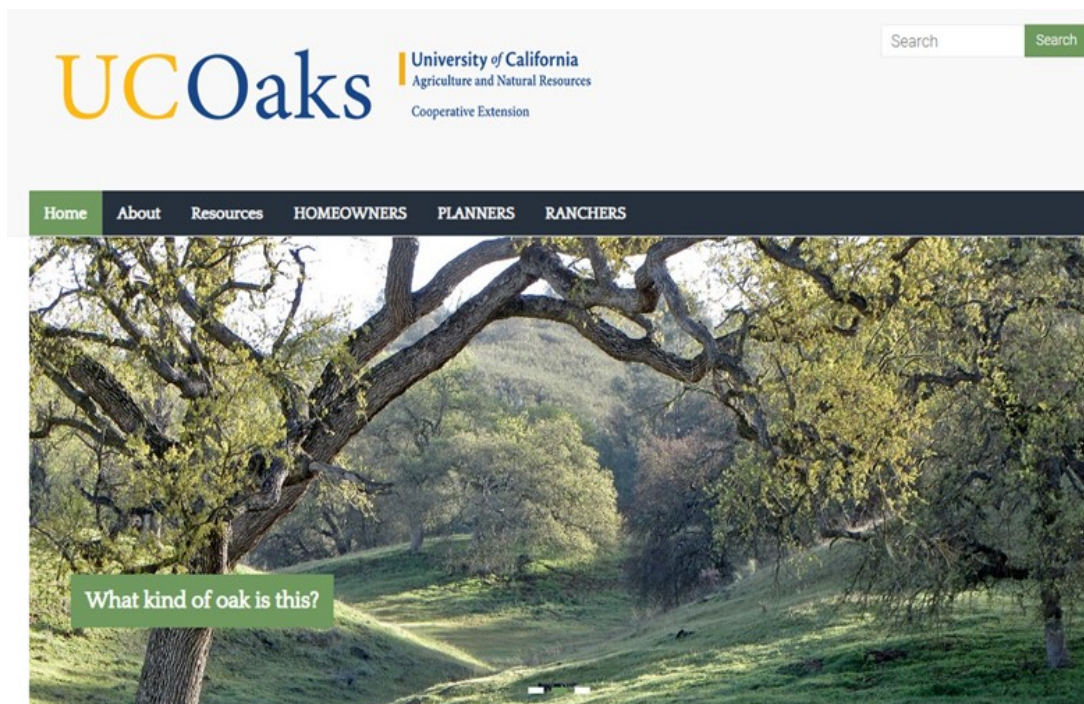 UCOaks
University of California
Agriculture and Natural Resources
Cooperative Extension
Search Search
Home About Resources HOMEOWNERS PLANNERS RANCHERS
What kind of oak is this?